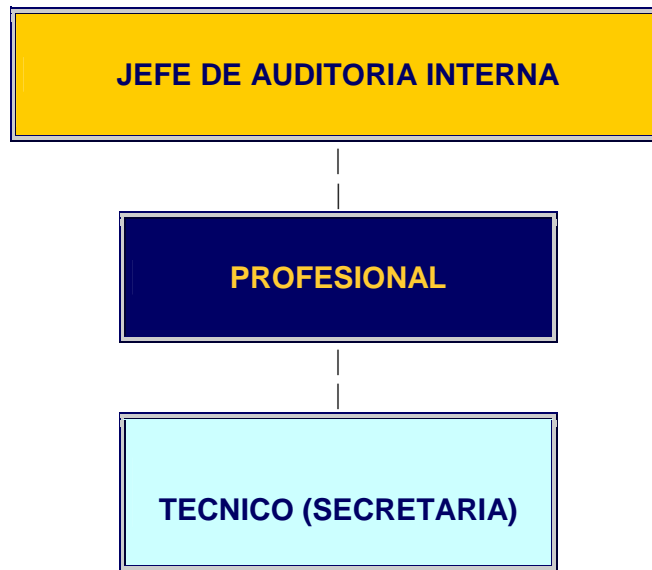 JEFE DE AUDITORIA INTERNA
PROFESIONAL
TECNICO (SECRETARIA)